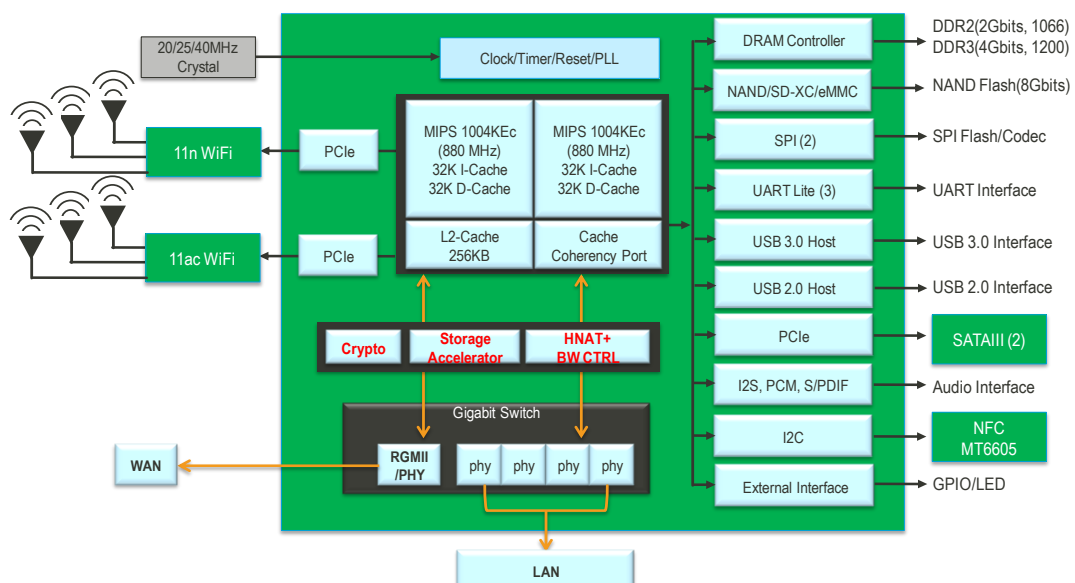 20/25/40MHz
Crystal
Clock/Timer/Reset/PLL
DRAM Controller
DDR2(2Gbits, 1066)
DDR3(4Gbits, 1200)
NAND/SD-XC/eMMC
NAND Flash(8Gbits)
MIPS 1004KEc
(880 MHz)
32K I-Cache
32K D-Cache
MIPS 1004KEc
(880 MHz)
32K I-Cache
32K D-Cache
11n WiFi
PCIe
SPI (2)
SPI Flash/Codec
UART Lite (3)
UART Interface
L2-Cache
256KB
Cache
Coherency Port
11ac WiFi
PCIe
USB 3.0 Host
USB 3.0 Interface
USB 2.0 Host
USB 2.0 Interface
Crypto
Storage
Accelerator
HNAT+
BW CTRL
PCIe
SATAIII (2)
I2S, PCM, S/PDIF
Audio Interface
Gigabit Switch
I2C
NFC
MT6605
WAN
RGMII
/PHY
phy
phy
phy
phy
External Interface
GPIO/LED
LAN